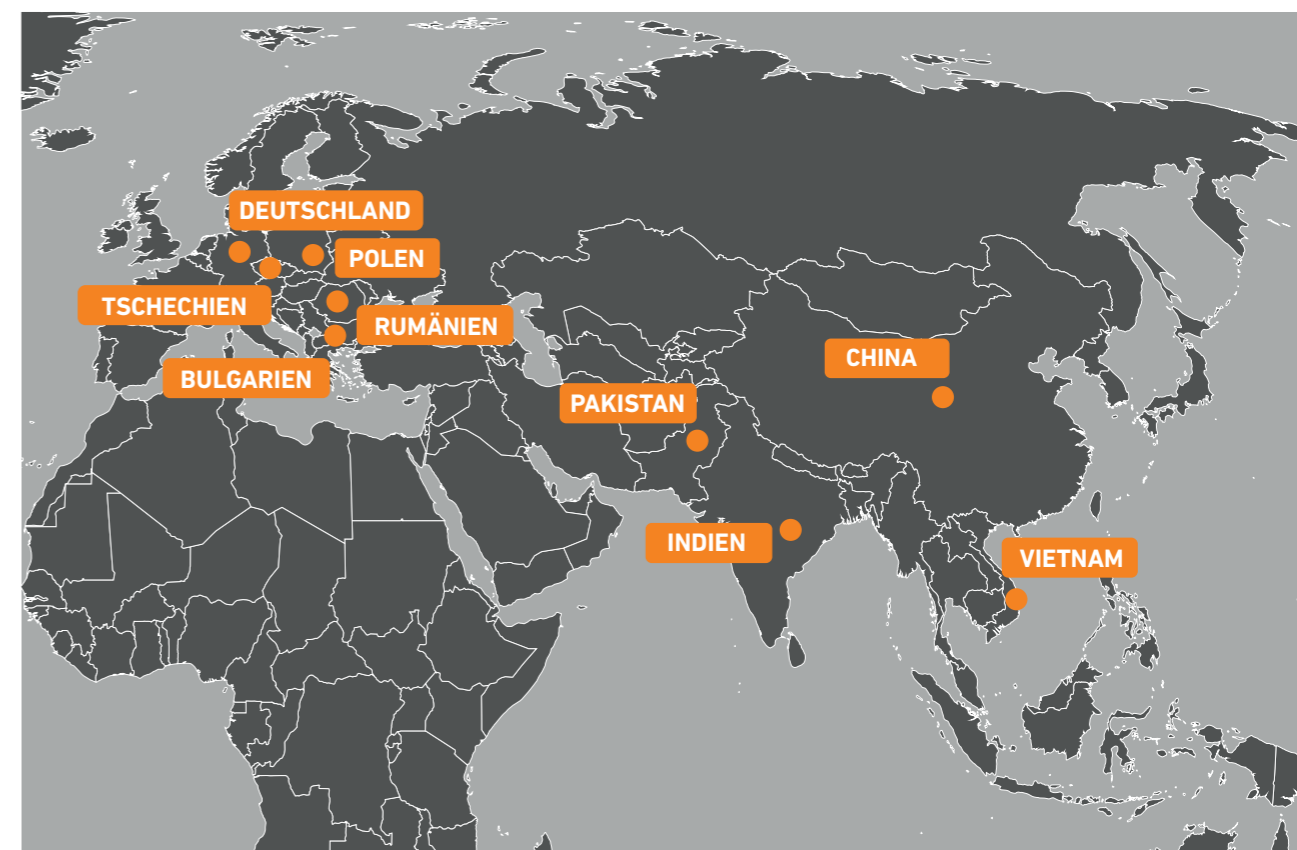 DEUTSCHLAND
POLEN
TSCHECHIEN
RUMÄNIEN
BULGARIEN
CHINA
PAKISTAN
INDIEN
VIETNAM